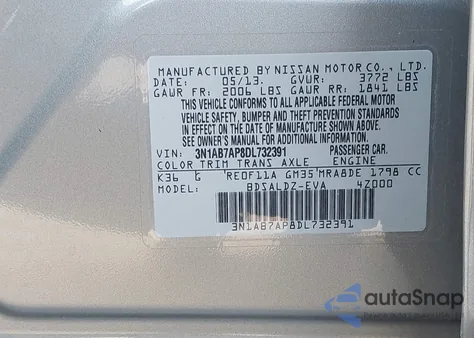 MANUFACTURED BY NISSAN MOTOR CO., LTD.
DATE: 05/13. GVWR: 3772 LBS
GAWR FR: 2006 LBS GAWR RR: 1841 LBS
THIS VEHICLE CONFORMS TO ALL APPLICABLE FEDERAL MOTOR
VEHICLE SAFETY, BUMPER AND THEFT PREVENTION STANDARDS
IN EFFECT ON THE DATE OF MANUFACTURE SHOWN ABOVE.
SEE OWNER'S MANUAL FOR ADDITIONAL INFORMATION.
VIN: 3N1AB7AP8DL732391 PASSENGER CAR.
COLOR TRIM TRANS AXLE ENGINE
K36 G RE0F11A GM35 MRA8DE 1798 CC
MODEL: BDSALDZ-EVA 4Z000
3N1AB7AP8DL732391
autoSnap